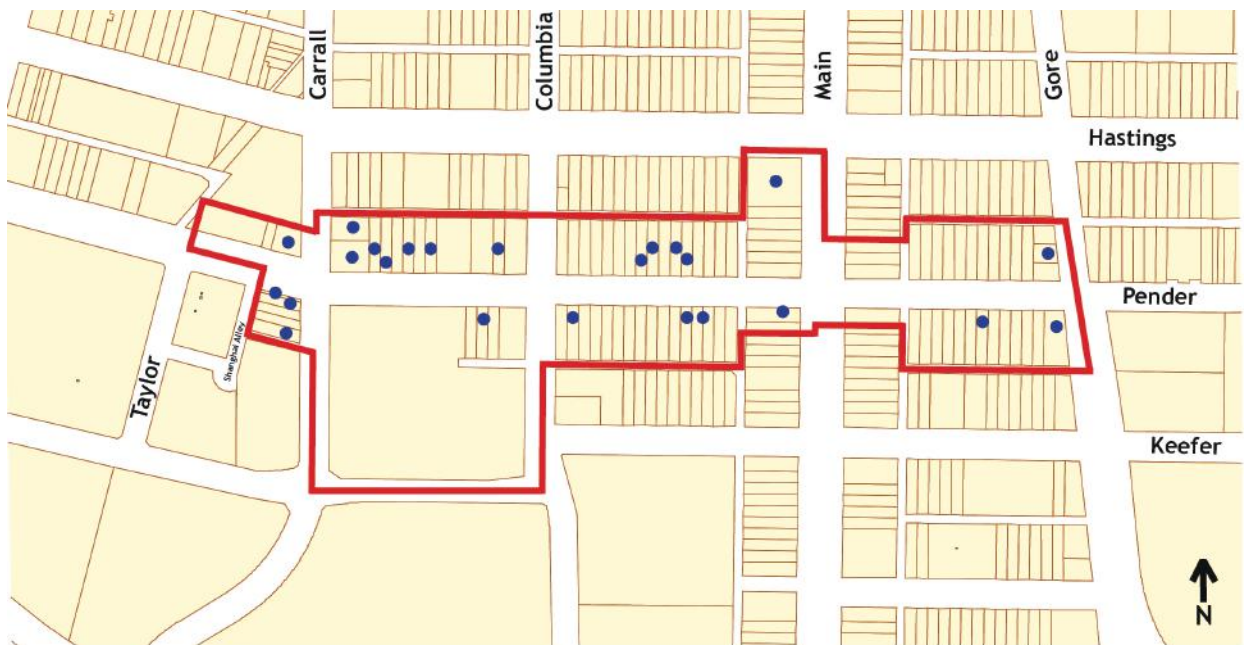 Carrall
Columbia
Main
Gore
Hastings
Pender
Shanghai Alley
Taylor
Keefer
N